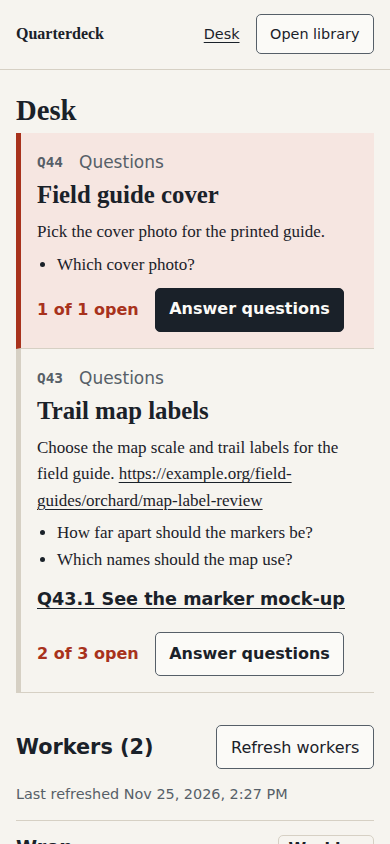 Quarterdeck Desk Open library
Desk
Q44 Questions
Field guide cover
Pick the cover photo for the printed guide.
• Which cover photo?
1 of 1 open Answer questions
Q43 Questions
Trail map labels
Choose the map scale and trail labels for the
field guide. https://example.org/field-
guides/orchard/map-label-review
• How far apart should the markers be?
• Which names should the map use?
Q43.1 See the marker mock-up
2 of 3 open Answer questions
Workers (2) Refresh workers
Last refreshed Nov 25, 2026, 2:27 PM